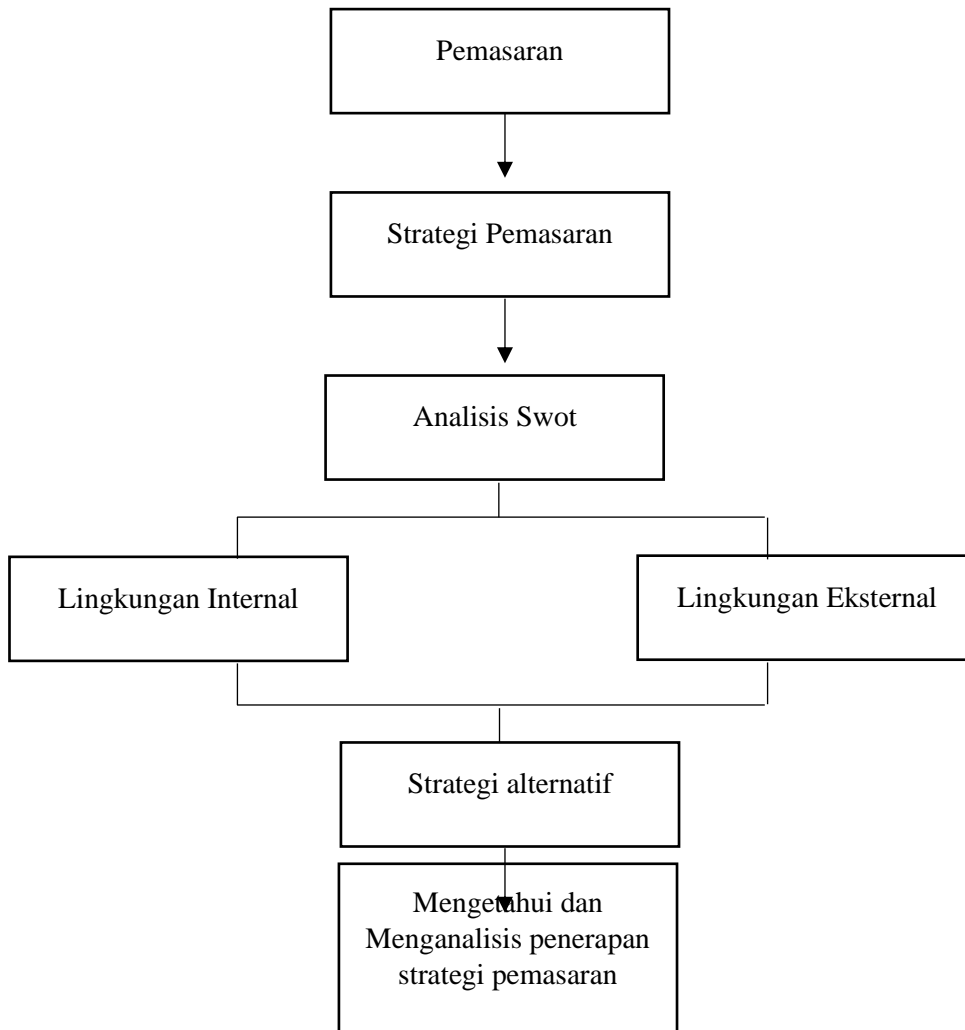 Pemasaran
Strategi Pemasaran
Analisis Swot
Lingkungan Internal
Lingkungan Eksternal
Strategi alternatif
Mengetahui dan
Menganalisis penerapan
strategi pemasaran